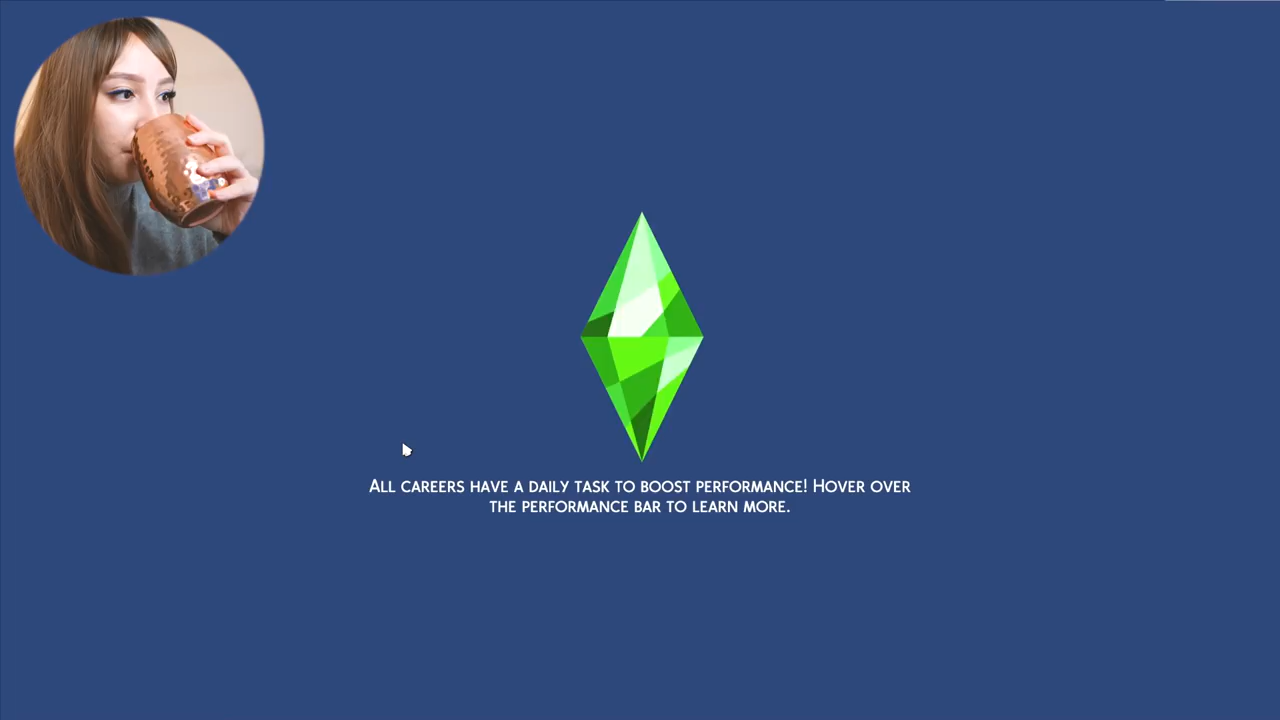 ALL CAREERS HAVE A DAILY TASK TO BOOST PERFORMANCE! HOVER OVER
THE PERFORMANCE BAR TO LEARN MORE.